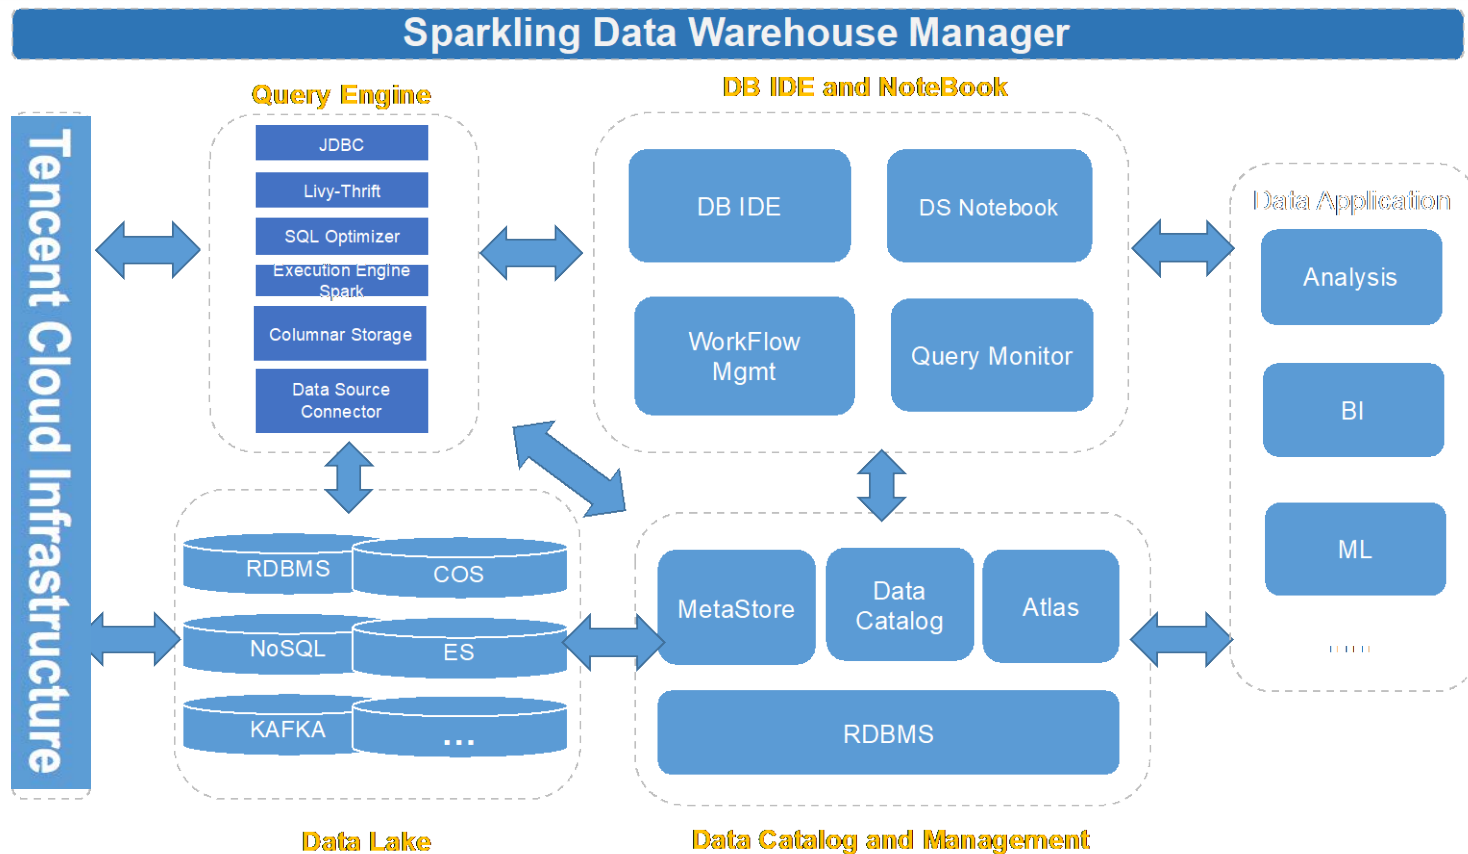 Sparkling Data Warehouse Manager
Tencent Cloud Infrastructure
Query Engine
JDBC
Livy-Thrift
SQL Optimizer
Execution Engine
Spark
Columnar Storage
Data Source
Connector
DB IDE and NoteBook
DB IDE
DS Notebook
WorkFlow
Mgmt
Query Monitor
Data Application
Analysis
BI
ML
......
RDBMS
COS
NoSQL
ES
KAFKA
...
Data Lake
MetaStore
Data
Catalog
Atlas
RDBMS
Data Catalog and Management